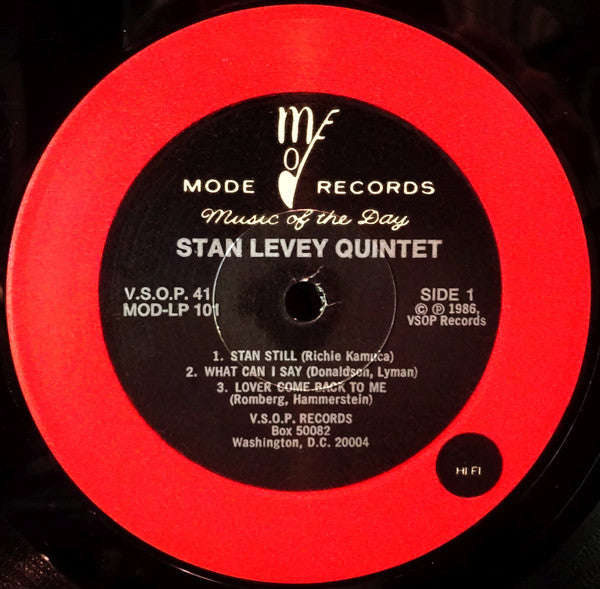 MODE
MODE RECORDS
Music of the Day
STAN LEVEY QUINTET
V.S.O.P. 41
MOD-LP 101
SIDE 1
© ℗ 1986,
VSOP Records
1. STAN STILL (Richie Kamuca)
2. WHAT CAN I SAY (Donaldson, Lyman)
3. LOVER COME BACK TO ME
(Romberg, Hammerstein)
V.S.O.P. RECORDS
Box 50082
Washington, D.C. 20004
HI FI